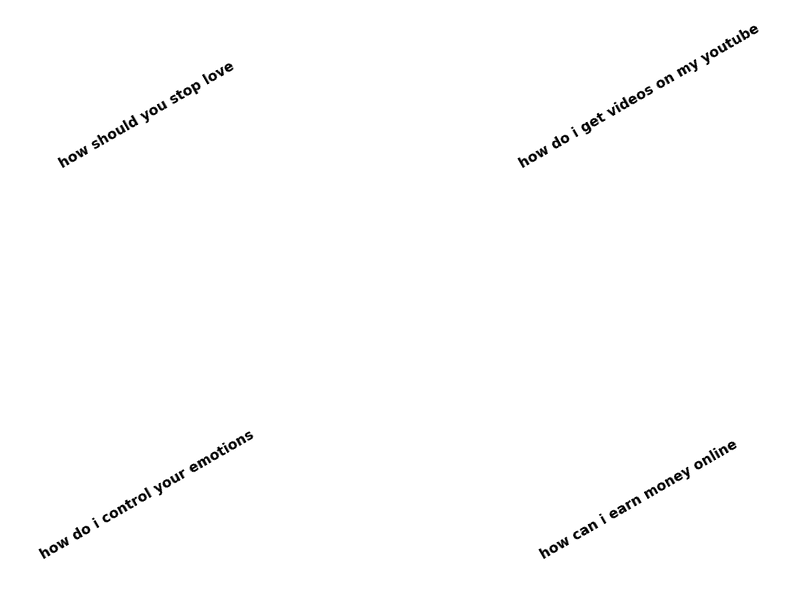 how should you stop love
how do i get videos on my youtube
how do i control your emotions
how can i earn money online